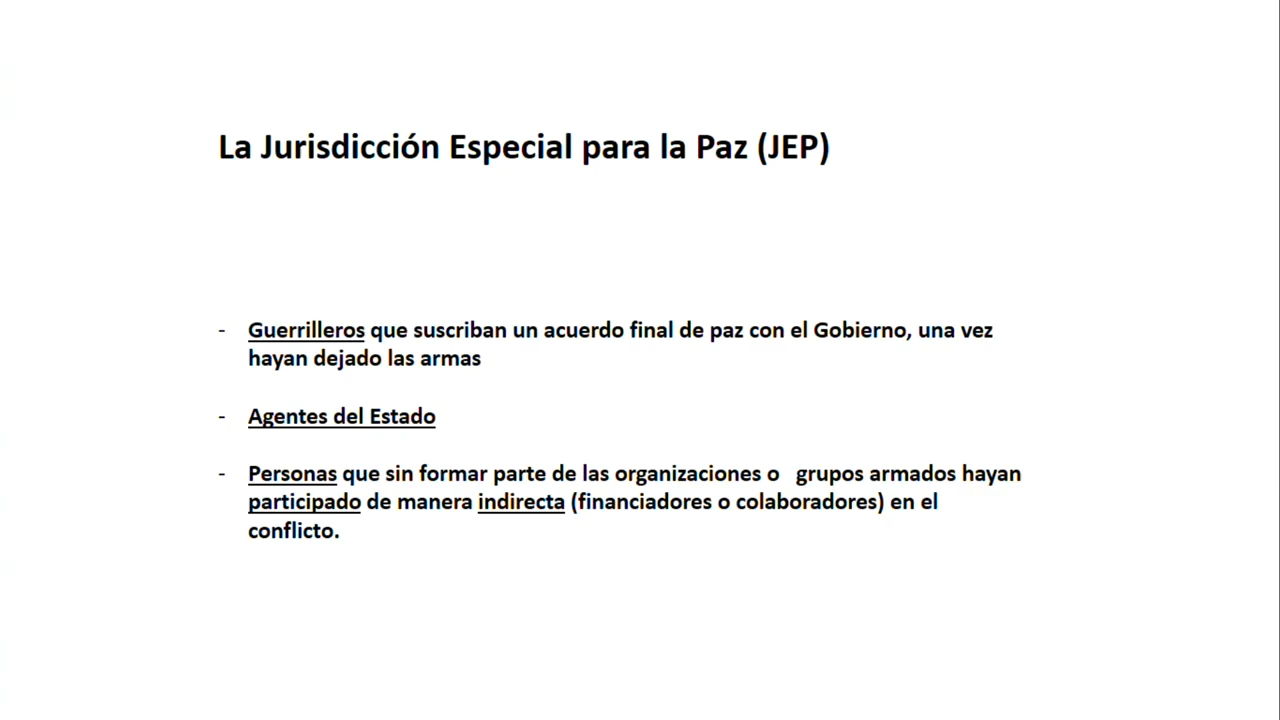 La Jurisdicción Especial para la Paz (JEP)
- Guerrilleros que suscriban un acuerdo final de paz con el Gobierno, una vez
hayan dejado las armas
- Agentes del Estado
- Personas que sin formar parte de las organizaciones o   grupos armados hayan
participado de manera indirecta (financiadores o colaboradores) en el
conflicto.